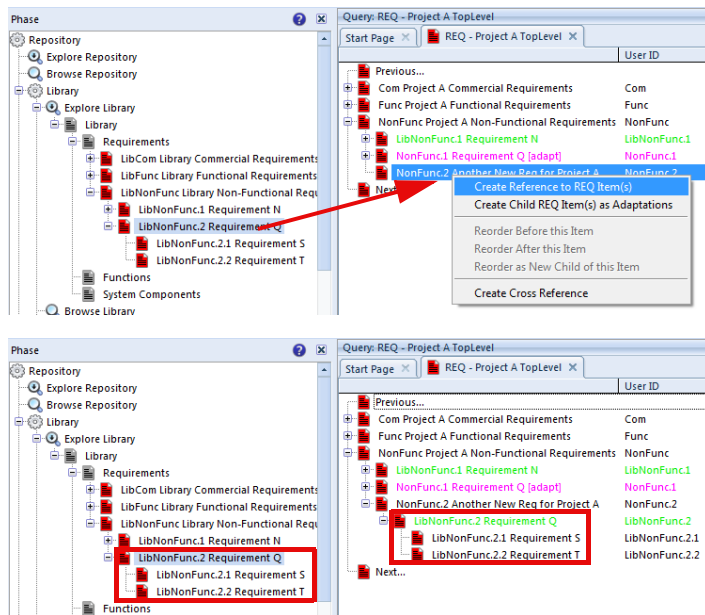 Phase
Repository
Explore Repository
Browse Repository
Library
Explore Library
Library
Requirements
LibCom Library Commercial Requirements
LibFunc Library Functional Requirements
LibNonFunc Library Non-Functional Requ
LibNonFunc.1 Requirement N
LibNonFunc.2 Requirement Q
LibNonFunc.2.1 Requirement S
LibNonFunc.2.2 Requirement T
Functions
System Components
Browse Library
Query: REQ - Project A TopLevel
Start Page REQ - Project A TopLevel
User ID
Previous...
Com Project A Commercial Requirements Com
Func Project A Functional Requirements Func
NonFunc Project A Non-Functional Requirements NonFunc
LibNonFunc.1 Requirement N LibNonFunc.1
NonFunc.1 Requirement Q [adapt] NonFunc.1
NonFunc.2 Another New Req for Project A NonFunc.2
Next
Create Reference to REQ Item(s)
Create Child REQ Item(s) as Adaptations
Reorder Before this Item
Reorder After this Item
Reorder as New Child of this Item
Create Cross Reference
Phase
Repository
Explore Repository
Browse Repository
Library
Explore Library
Library
Requirements
LibCom Library Commercial Requirements
LibFunc Library Functional Requirements
LibNonFunc Library Non-Functional Requ
LibNonFunc.1 Requirement N
LibNonFunc.2 Requirement Q
LibNonFunc.2.1 Requirement S
LibNonFunc.2.2 Requirement T
Functions
Query: REQ - Project A TopLevel
Start Page REQ - Project A TopLevel
User ID
Previous...
Com Project A Commercial Requirements Com
Func Project A Functional Requirements Func
NonFunc Project A Non-Functional Requirements NonFunc
LibNonFunc.1 Requirement N LibNonFunc.1
NonFunc.1 Requirement Q [adapt] NonFunc.1
NonFunc.2 Another New Req for Project A NonFunc.2
LibNonFunc.2 Requirement Q LibNonFunc.2
LibNonFunc.2.1 Requirement S LibNonFunc.2.1
LibNonFunc.2.2 Requirement T LibNonFunc.2.2
Next...